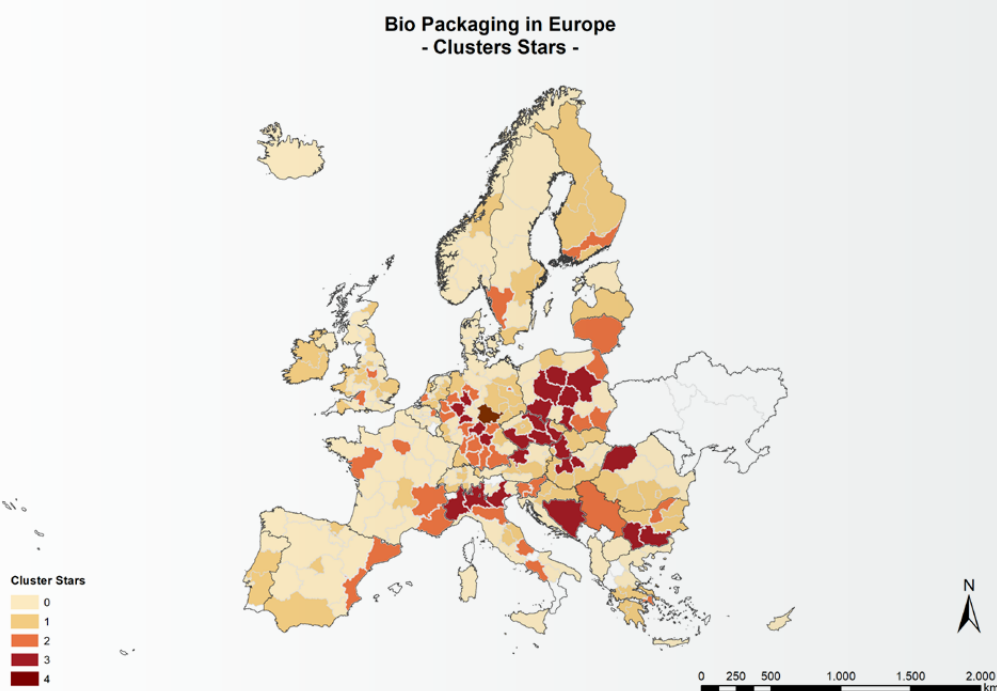 Bio Packaging in Europe
- Clusters Stars -
Cluster Stars
0
1
2
3
4
N
0 250 500 1.000 1.500 2.000
km